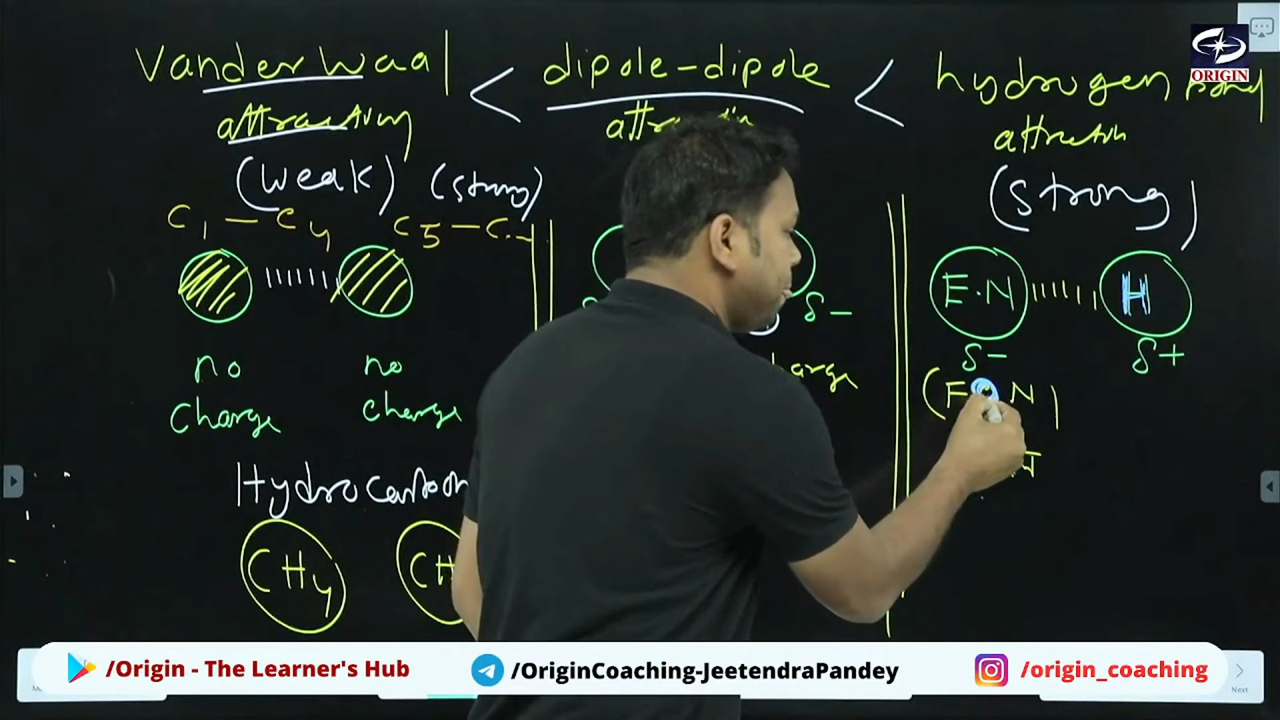 ORIGIN
Vander Waal < dipole-dipole < hydrogen bond
attraction attraction
(Weak) (strong) (strong)
C1 - C4 C5 - C--
E.N H
δ- δ- δ+
no no
charge charge
(F O N)
Hydrocarbon
CH4
/Origin - The Learner's Hub /OriginCoaching-JeetendraPandey /origin_coaching
Next